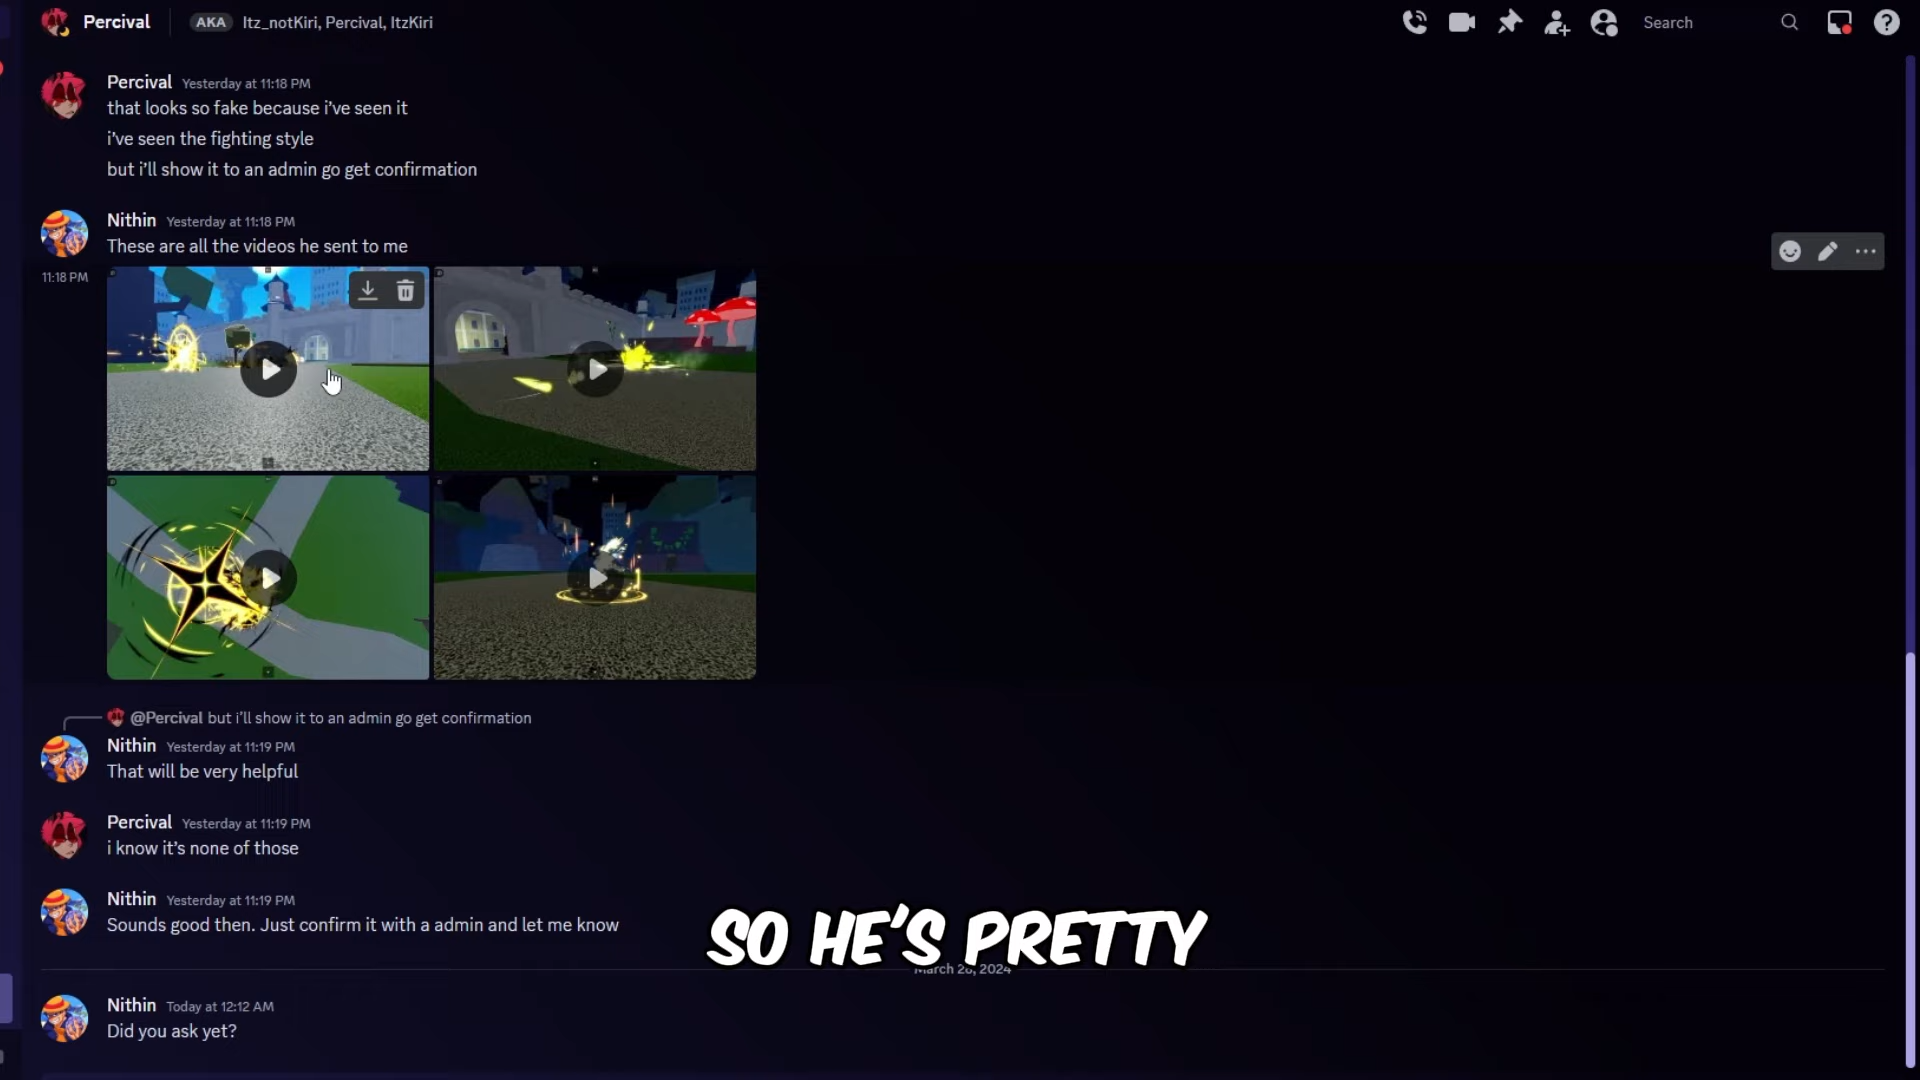 Percival AKA Itz_notKiri, Percival, ItzKiri Search
Percival Yesterday at 11:18 PM
that looks so fake because i've seen it
i've seen the fighting style
but i'll show it to an admin go get confirmation
Nithin Yesterday at 11:18 PM
These are all the videos he sent to me
11:18 PM
@Percival but i'll show it to an admin go get confirmation
Nithin Yesterday at 11:19 PM
That will be very helpful
Percival Yesterday at 11:19 PM
i know it's none of those
Nithin Yesterday at 11:19 PM
Sounds good then. Just confirm it with a admin and let me know
SO HE'S PRETTY
March 28, 2024
Nithin Today at 12:12 AM
Did you ask yet?